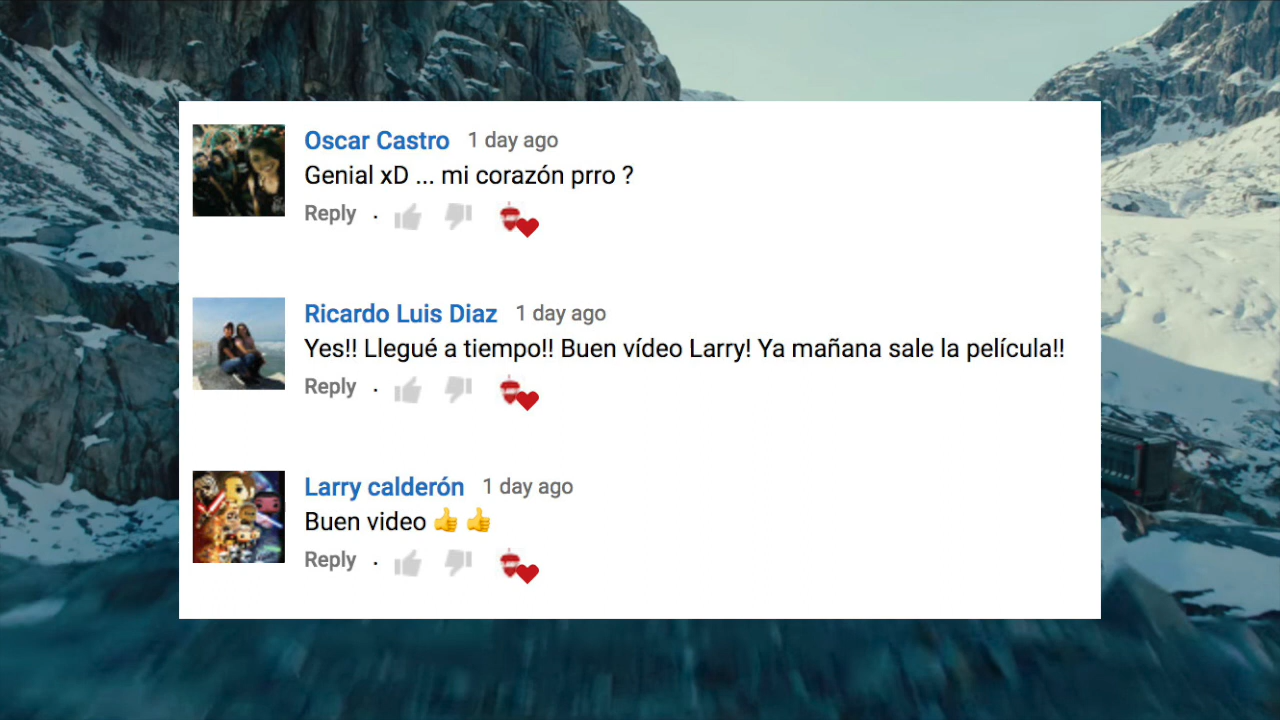 Oscar Castro 1 day ago
Genial xD ... mi corazón prro ?
Reply ·
Ricardo Luis Diaz 1 day ago
Yes!! Llegué a tiempo!! Buen vídeo Larry! Ya mañana sale la película!!
Reply ·
Larry calderón 1 day ago
Buen video 👍 👍
Reply ·